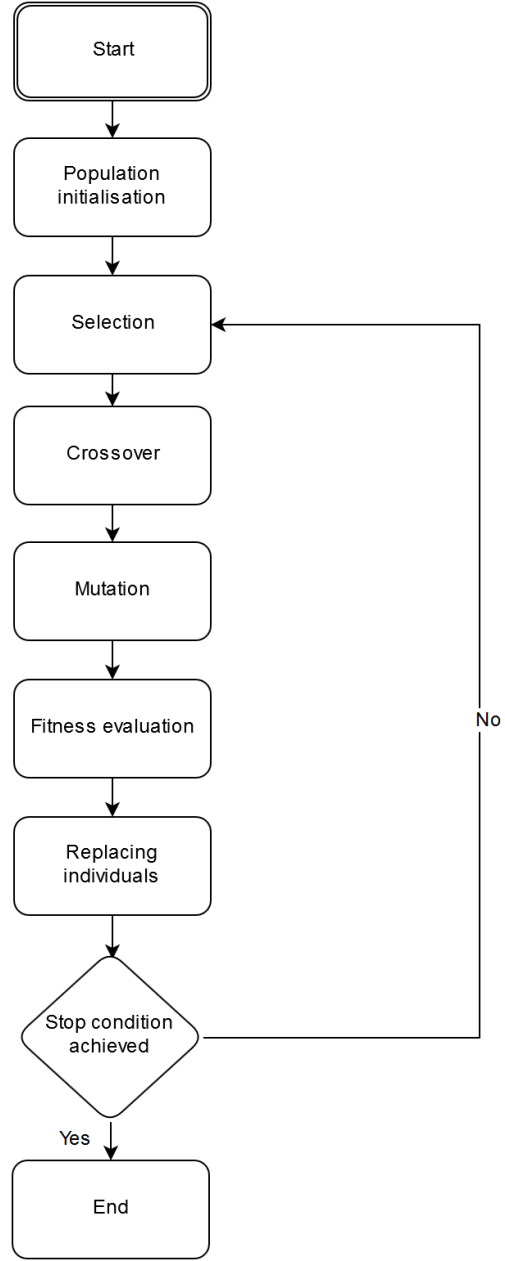 Start
Population
initialisation
Selection
Crossover
Mutation
Fitness evaluation
No
Replacing
individuals
Stop condition
achieved
Yes
End